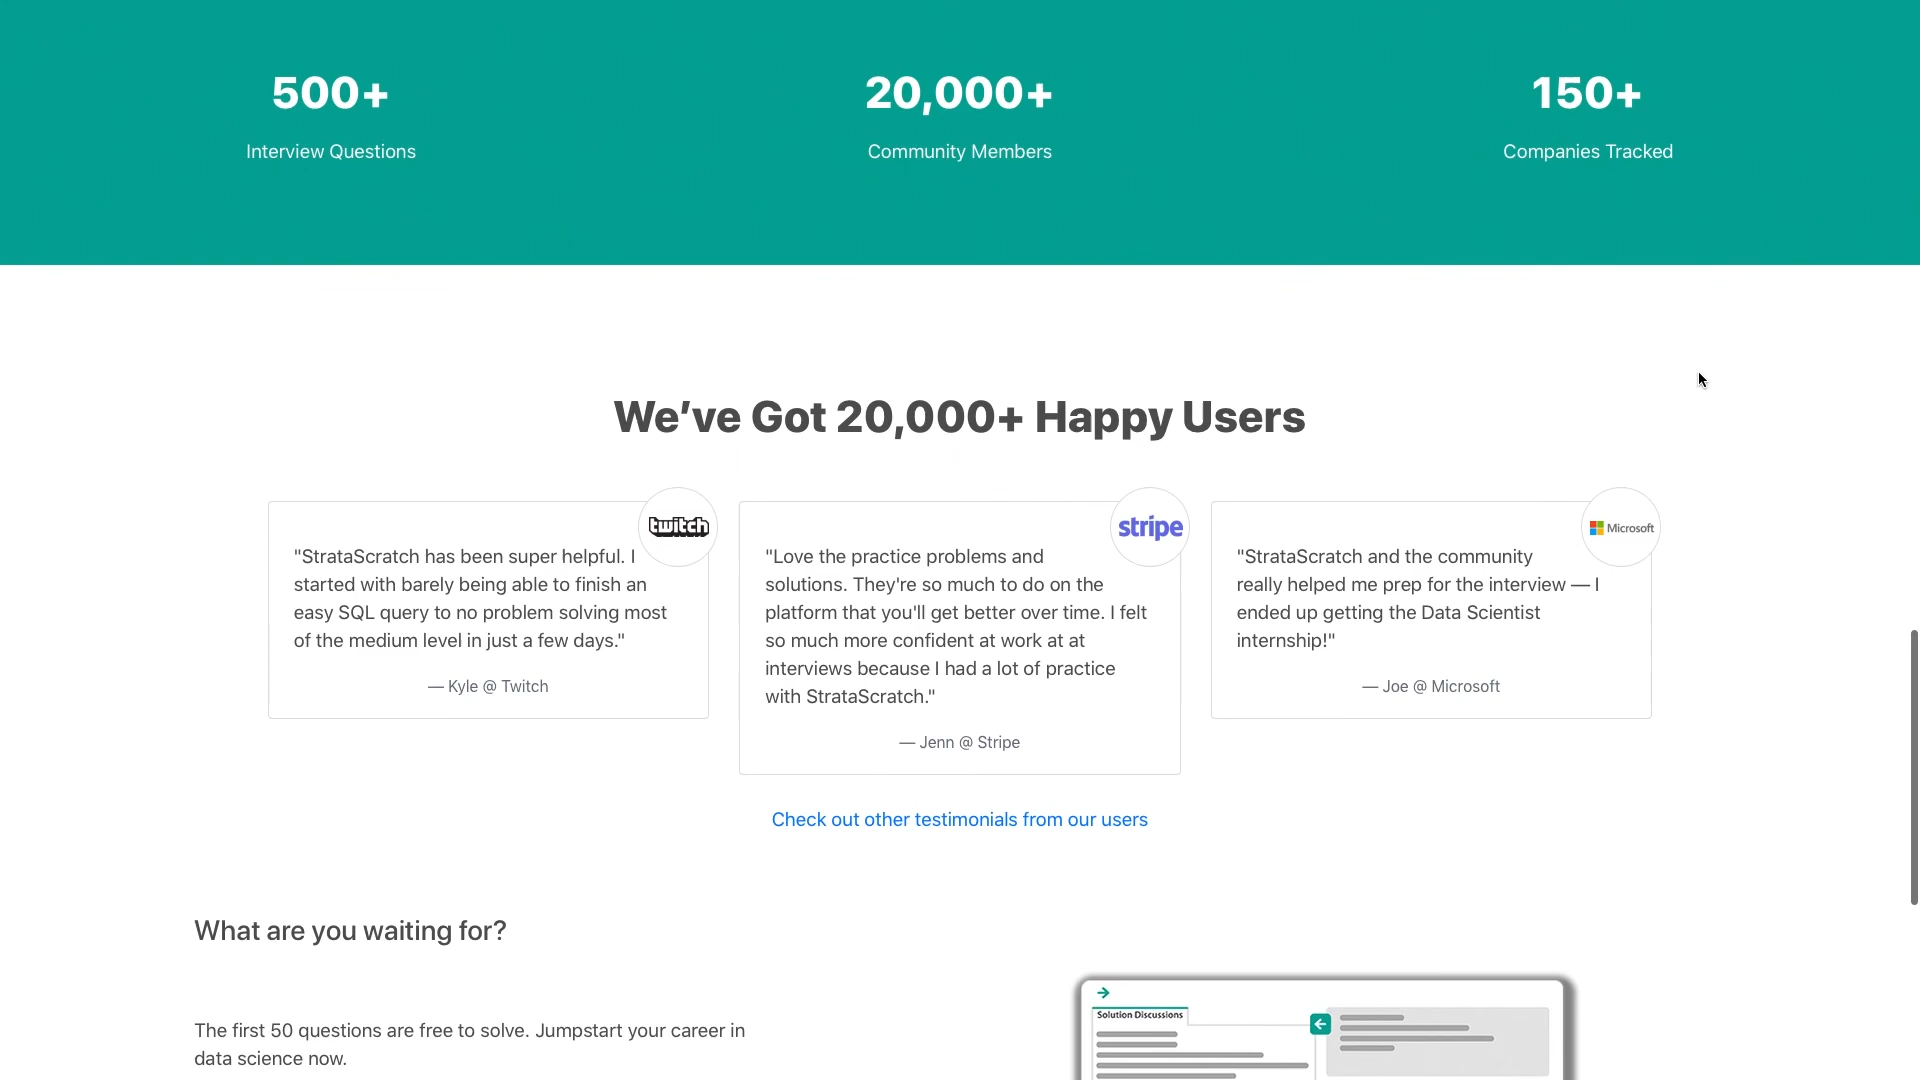 500+
20,000+
150+
Interview Questions
Community Members
Companies Tracked
We've Got 20,000+ Happy Users
twitch
"StrataScratch has been super helpful. I
started with barely being able to finish an
easy SQL query to no problem solving most
of the medium level in just a few days."
— Kyle @ Twitch
stripe
"Love the practice problems and
solutions. They're so much to do on the
platform that you'll get better over time. I felt
so much more confident at work at at
interviews because I had a lot of practice
with StrataScratch."
— Jenn @ Stripe
Microsoft
"StrataScratch and the community
really helped me prep for the interview — I
ended up getting the Data Scientist
internship!"
— Joe @ Microsoft
Check out other testimonials from our users
What are you waiting for?
The first 50 questions are free to solve. Jumpstart your career in
data science now.
Solution Discussions